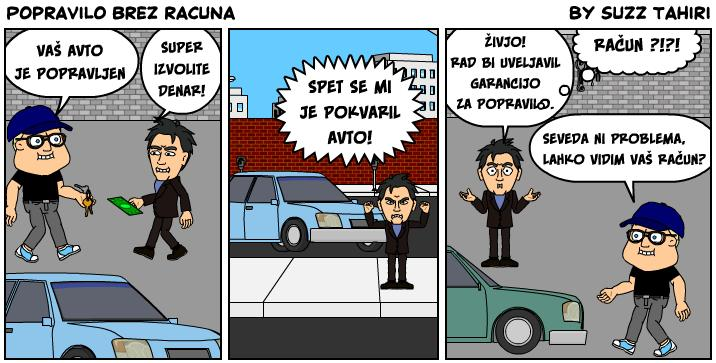 POPRAVILO BREZ RACUNA
BY SUZZ TAHIRI
VAŠ AVTO
JE POPRAVLJEN
SUPER
IZVOLITE
DENAR!
SPET SE MI
JE POKVARIL
AVTO!
ŽIVJO!
RAD BI UVELJAVIL
GARANCIJO
ZA POPRAVILO.
RAČUN ?!?!
SEVEDA NI PROBLEMA,
LAHKO VIDIM VAŠ RAČUN?